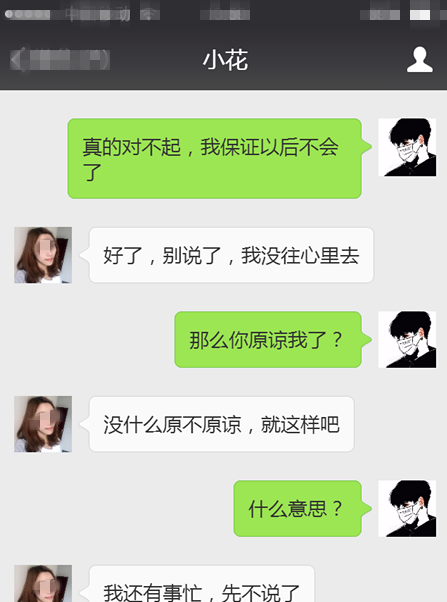 小花
真的对不起，我保证以后不会
了
好了，别说了，我没往心里去
那么你原谅我了？
没什么原不原谅，就这样吧
什么意思？
我还有事忙，先不说了